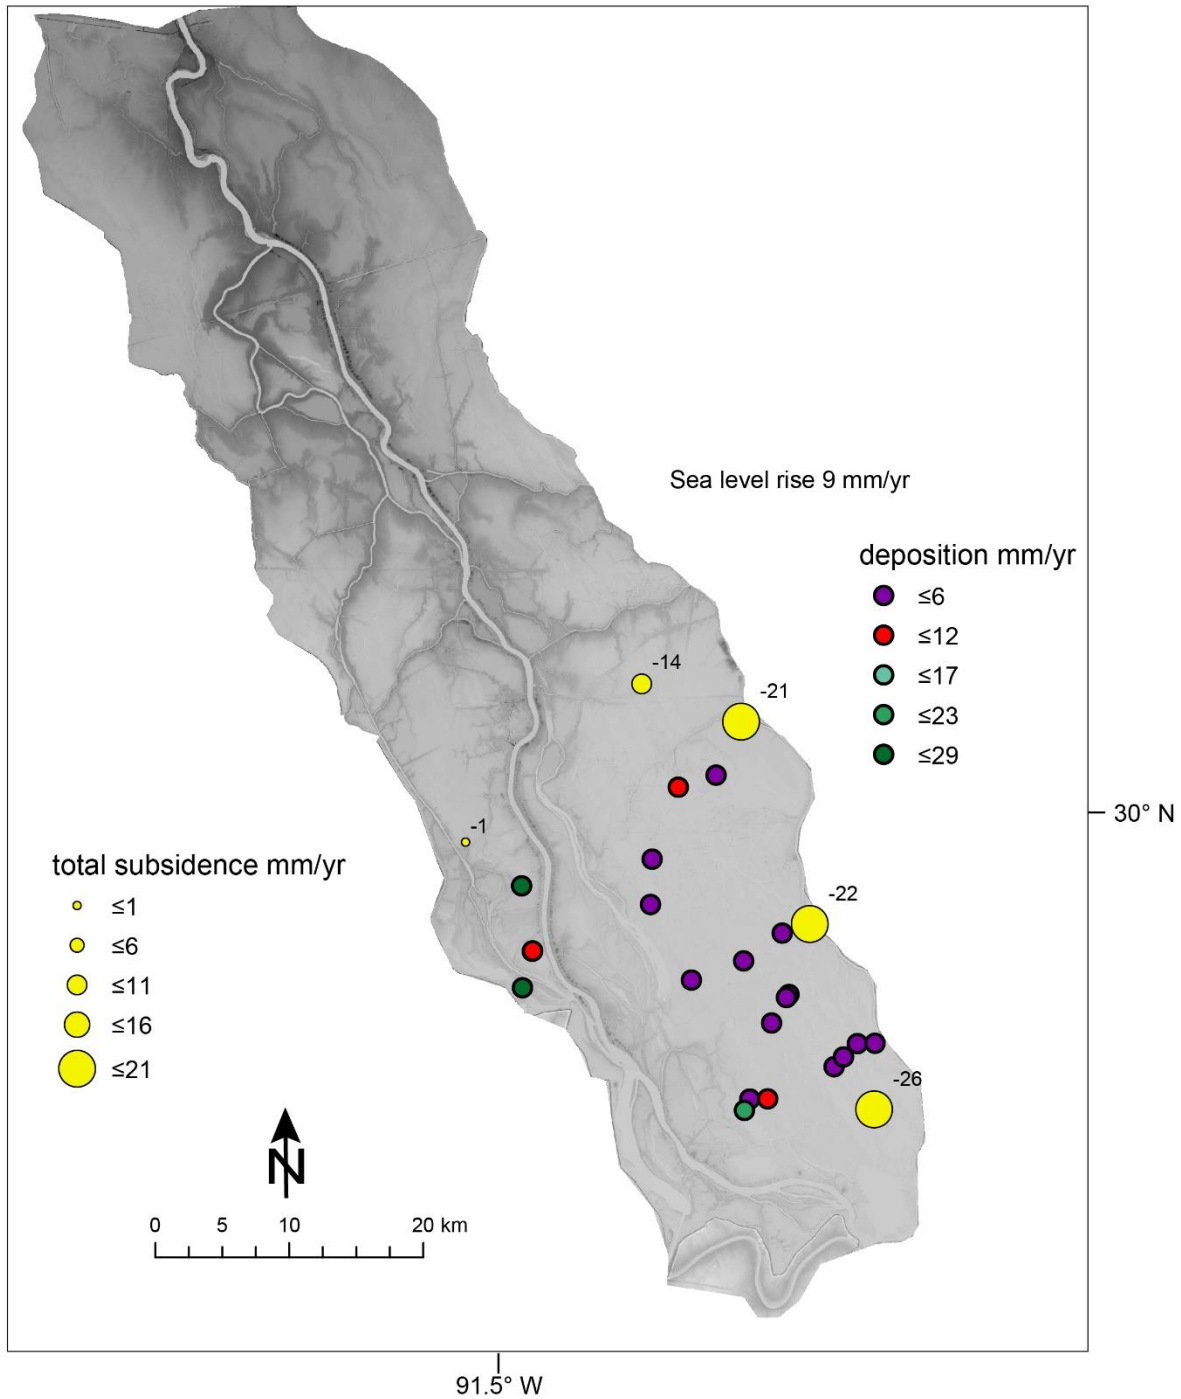 Sea level rise 9 mm/yr
deposition mm/yr
≤6
≤12
≤17
≤23
≤29
-14
-21
30° N
-1
total subsidence mm/yr
≤1
≤6
≤11
≤16
≤21
-22
-26
N
0 5 10 20 km
91.5° W